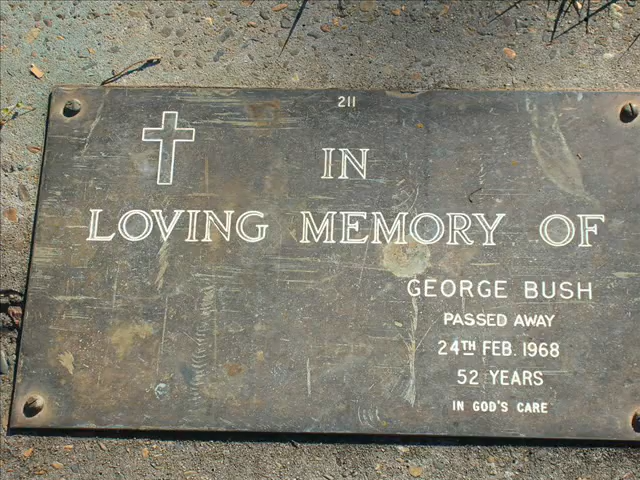 211
IN
LOVING MEMORY OF
GEORGE BUSH
PASSED AWAY
24TH FEB. 1968
52 YEARS
IN GOD'S CARE